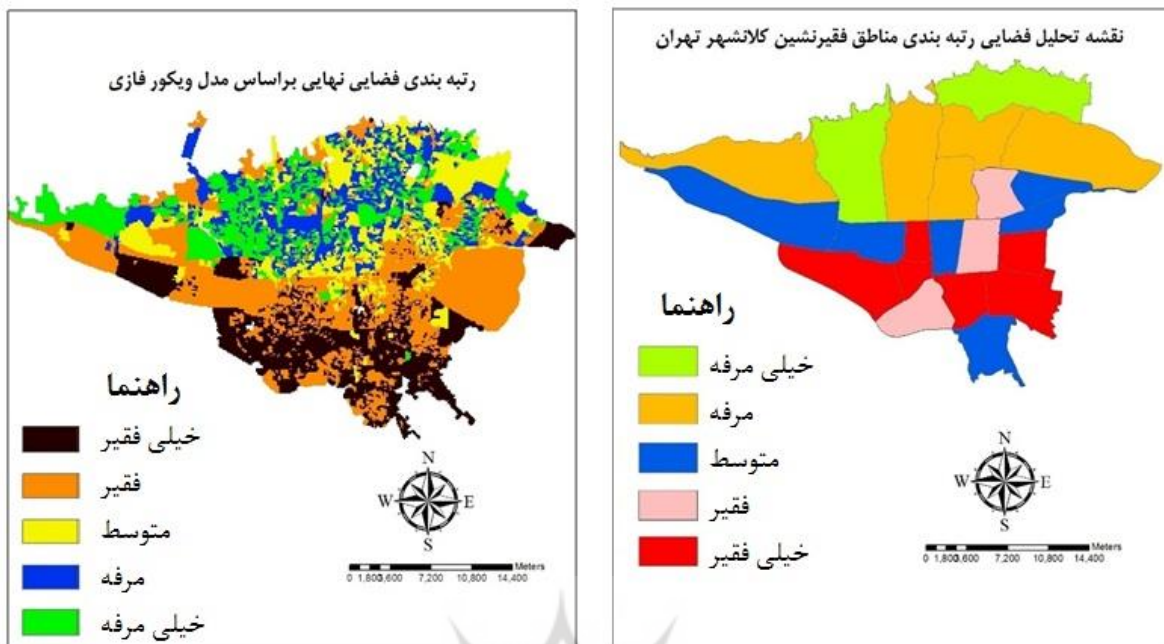 نقشه تحلیل فضایی رتبه بندی مناطق فقیرنشین کلانشهر تهران
راهنما
خیلی مرفه
مرفه
متوسط
فقیر
خیلی فقیر
N
W E
S
Meters
0 1,800 3,600 7,200 10,800 14,400
رتبه بندی فضایی نهایی براساس مدل ویکور فازی
راهنما
خیلی فقیر
فقیر
متوسط
مرفه
خیلی مرفه
N
W E
S
Meters
0 1,800 3,600 7,200 10,800 14,400